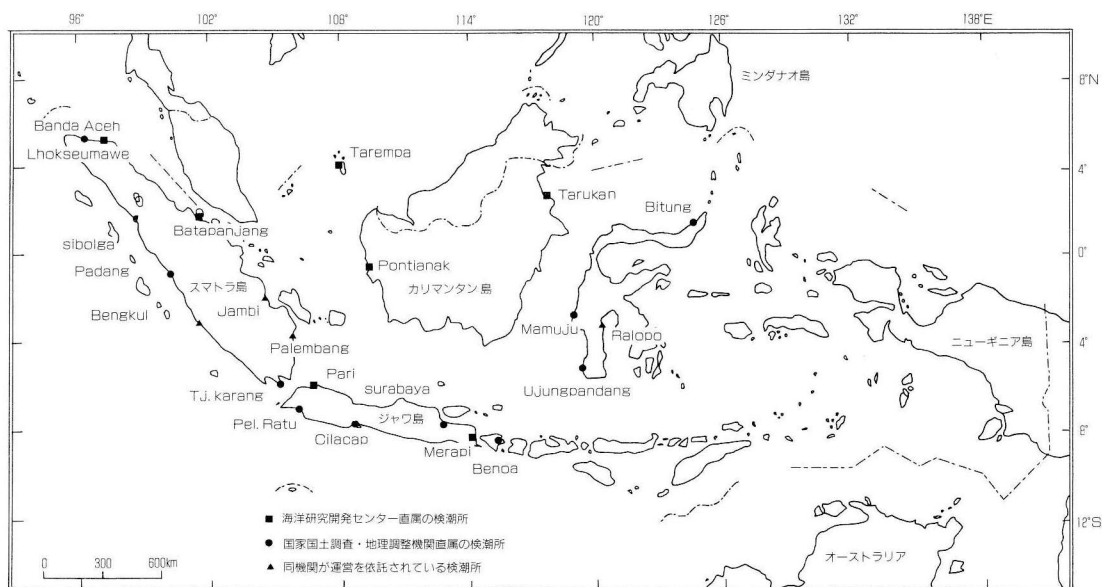 96° 102° 108° 114° 120° 126° 132° 138°E
ミンダナオ島
8°N
Banda Aceh
Lhokseumawe
Tarempa
4°
Tarukan
Batapanjang
Bitung
sibolga
0°
Padang
Pontianak
スマトラ島
カリマンタン島
Bengkul
Jambi
Mamuju
Ralopo
ニューギニア島
Palembang
4°
Pari
Tj. karang
surabaya
Ujungpandang
Pel. Ratu
ジャワ島
Cilacap
8°
Merapi
Benoa
■ 海洋研究開発センター直属の検潮所
12°S
● 国家国土調査・地理調整機関直属の検潮所
オーストラリア
▲ 同機関が運営を依託されている検潮所
0 300 600km